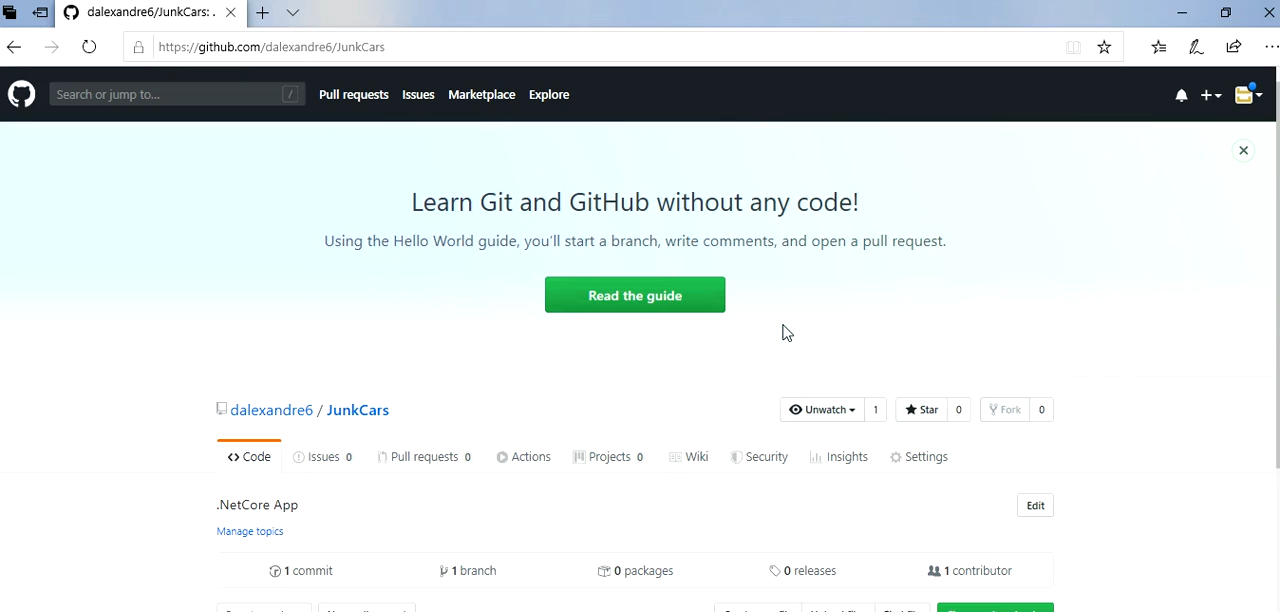 dalexandre6/JunkCars: .
https://github.com/dalexandre6/JunkCars
Search or jump to... /
Pull requests Issues Marketplace Explore
Learn Git and GitHub without any code!
Using the Hello World guide, you'll start a branch, write comments, and open a pull request.
Read the guide
dalexandre6 / JunkCars
Unwatch 1 Star 0 Fork 0
Code Issues 0 Pull requests 0 Actions Projects 0 Wiki Security Insights Settings
.NetCore App
Edit
Manage topics
1 commit 1 branch 0 packages 0 releases 1 contributor